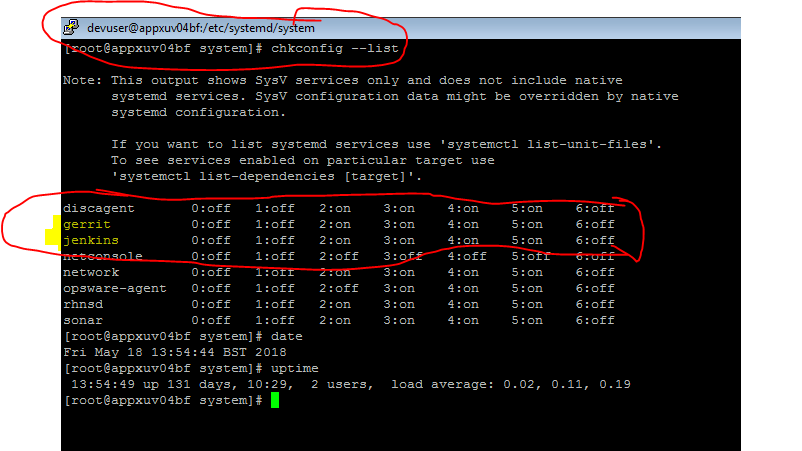 devuser@appxuv04bf:/etc/systemd/system
[root@appxuv04bf system]# chkconfig --list
Note: This output shows SysV services only and does not include native
systemd services. SysV configuration data might be overridden by native
systemd configuration.
If you want to list systemd services use 'systemctl list-unit-files'.
To see services enabled on particular target use
'systemctl list-dependencies [target]'.
discagent 0:off 1:off 2:on 3:on 4:on 5:on 6:off
gerrit 0:off 1:off 2:on 3:on 4:on 5:on 6:off
jenkins 0:off 1:off 2:on 3:on 4:on 5:on 6:off
netconsole 0:off 1:off 2:off 3:off 4:off 5:off 6:off
network 0:off 1:off 2:on 3:on 4:on 5:on 6:off
opsware-agent 0:off 1:off 2:off 3:on 4:on 5:on 6:off
rhnsd 0:off 1:off 2:on 3:on 4:on 5:on 6:off
sonar 0:off 1:off 2:on 3:on 4:on 5:on 6:off
[root@appxuv04bf system]# date
Fri May 18 13:54:44 BST 2018
[root@appxuv04bf system]# uptime
13:54:49 up 131 days, 10:29, 2 users, load average: 0.02, 0.11, 0.19
[root@appxuv04bf system]#